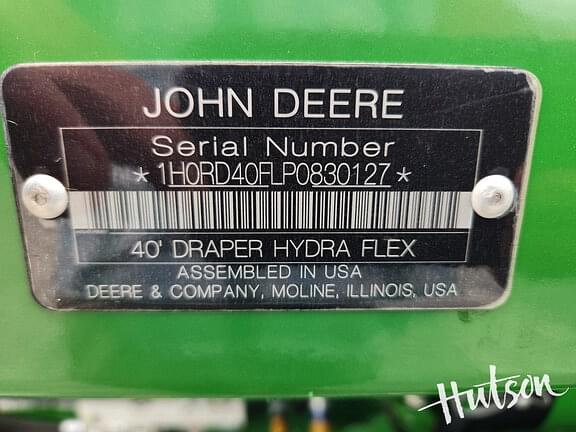 JOHN DEERE
Serial Number
*1H0RD40FLP0830127*
40' DRAPER HYDRA FLEX
ASSEMBLED IN USA
DEERE & COMPANY, MOLINE, ILLINOIS, USA
Hutson